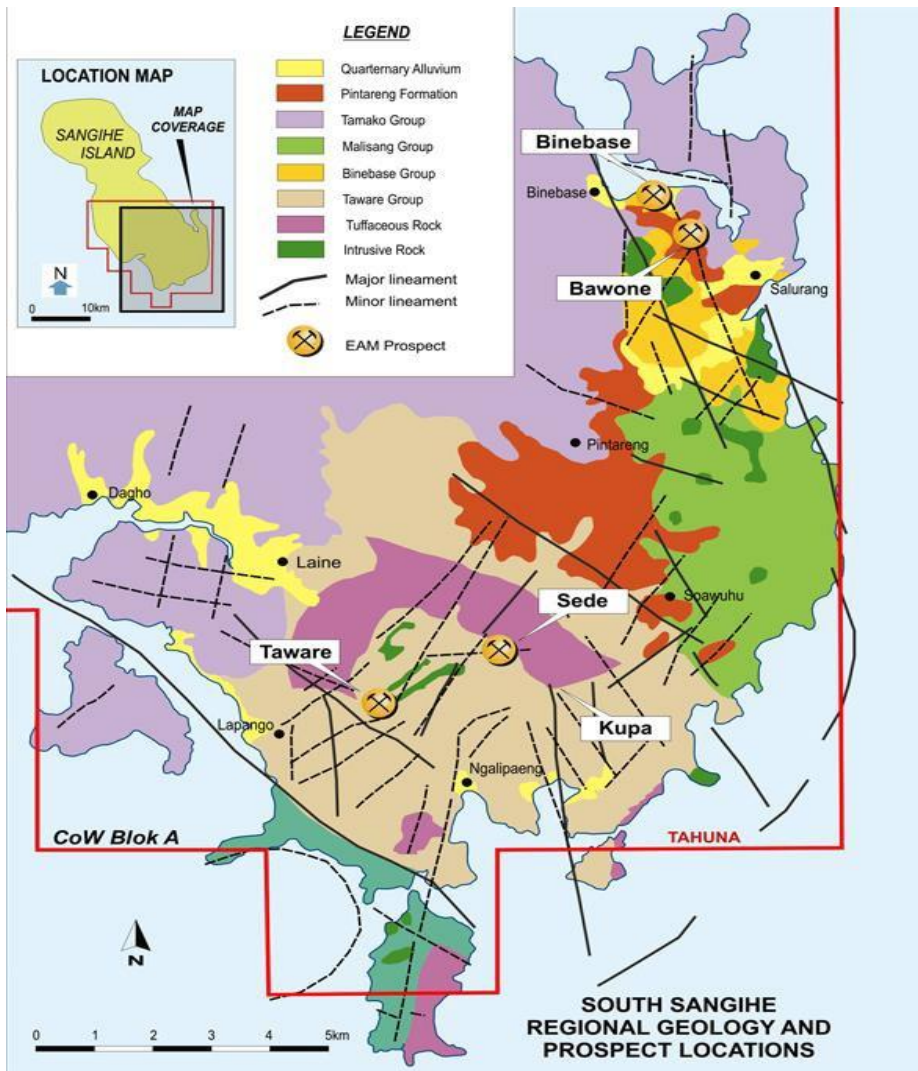 LEGEND
Quarternary Alluvium
Pintareng Formation
Tamako Group
Malisang Group
Binebase Group
Taware Group
Tuffaceous Rock
Intrusive Rock
Major lineament
Minor lineament
EAM Prospect
LOCATION MAP
MAP
COVERAGE
SANGIHE
ISLAND
N
0 10km
Binebase
Binebase
Bawone
Salurang
Pintareng
Dagho
Laine
Sede
Soawuhu
Taware
Kupa
Lapango
Ngalipaeng
CoW Blok A
TAHUNA
N
0 1 2 3 4 5km
SOUTH SANGIHE
REGIONAL GEOLOGY AND
PROSPECT LOCATIONS